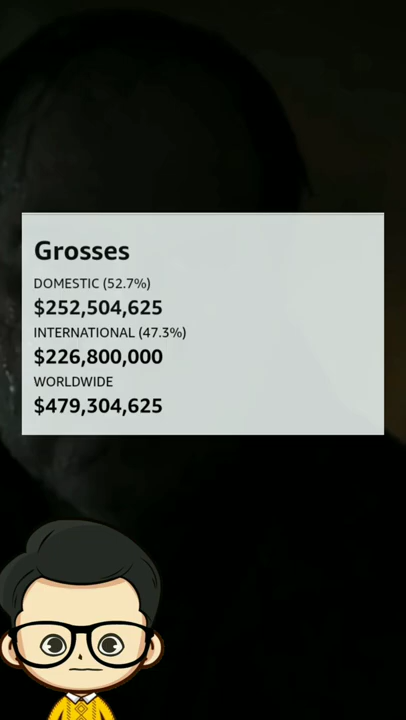 Grosses
DOMESTIC (52.7%)
$252,504,625
INTERNATIONAL (47.3%)
$226,800,000
WORLDWIDE
$479,304,625